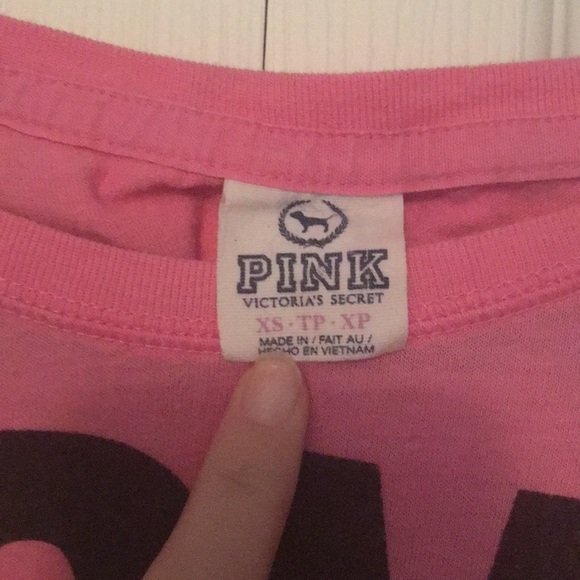 PINK
VICTORIA'S SECRET
XS · TP · XP
MADE IN / FAIT AU /
HECHO EN VIETNAM